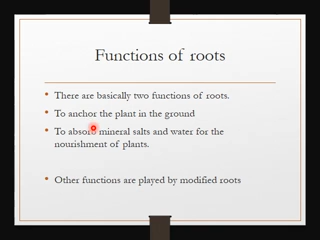 Functions of roots
There are basically two functions of roots.
To anchor the plant in the ground
To absorb mineral salts and water for the
nourishment of plants.
Other functions are played by modified roots